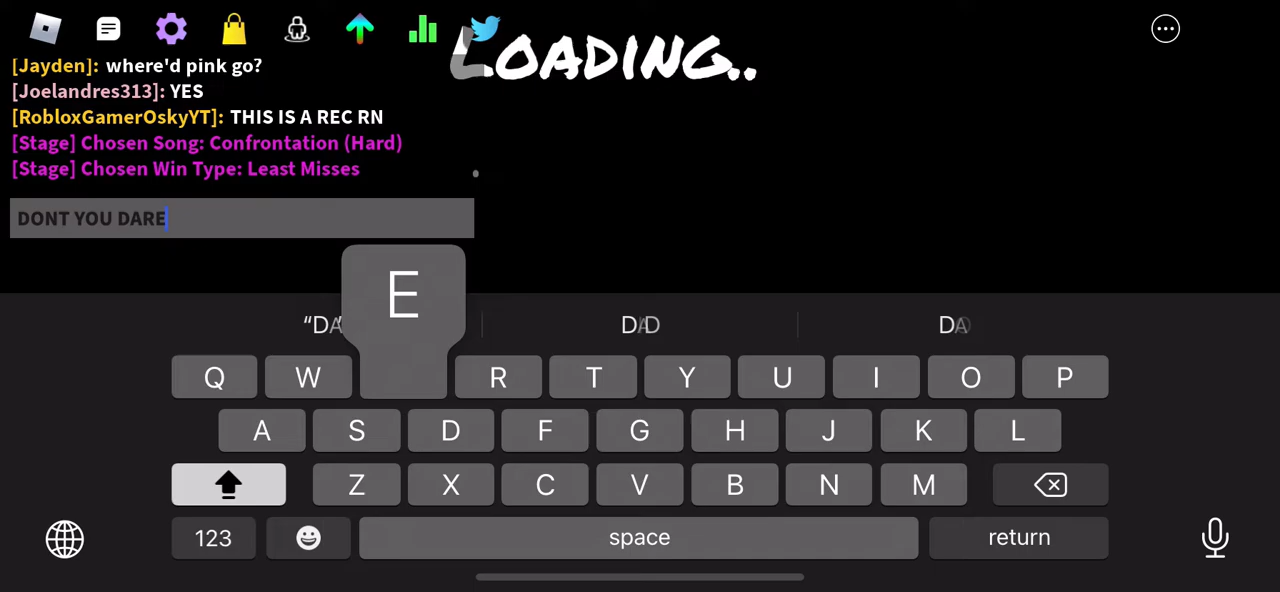 LOADING..
[Jayden]: where'd pink go?
[Joelandres313]: YES
[RobloxGamerOskyYT]: THIS IS A REC RN
[Stage] Chosen Song: Confrontation (Hard)
[Stage] Chosen Win Type: Least Misses
DONT YOU DARE
E
Q W R T Y U I O P
A S D F G H J K L
Z X C V B N M
123 space return